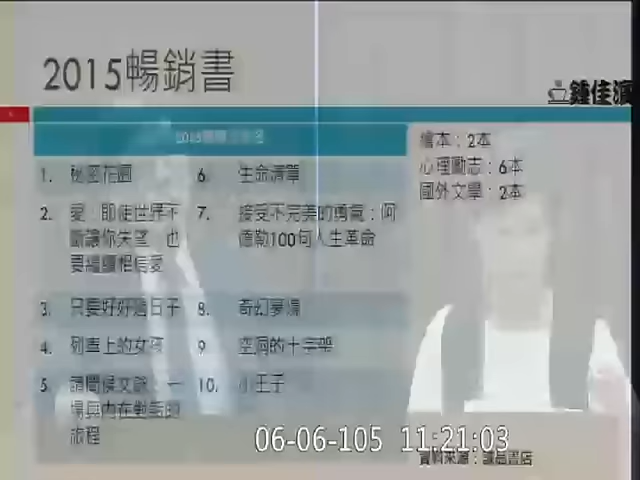 2015暢銷書
鍾佳濱
1. 秘密花園
6. 生命清單
2. 愛：即使世界不
斷讓你失望，也
要繼續相信愛
7. 接受不完美的勇氣：阿
德勒100句人生革命
3. 只要好好過日子
8. 奇幻夢境
4. 列車上的女孩
9. 空洞的十字架
5. 請問侯文詠：一
場與內在對話的
旅程
10. 小王子
繪本：2本
心理勵志：6本
國外文學：2本
06-06-105 11:21:03
資料來源：誠品書店